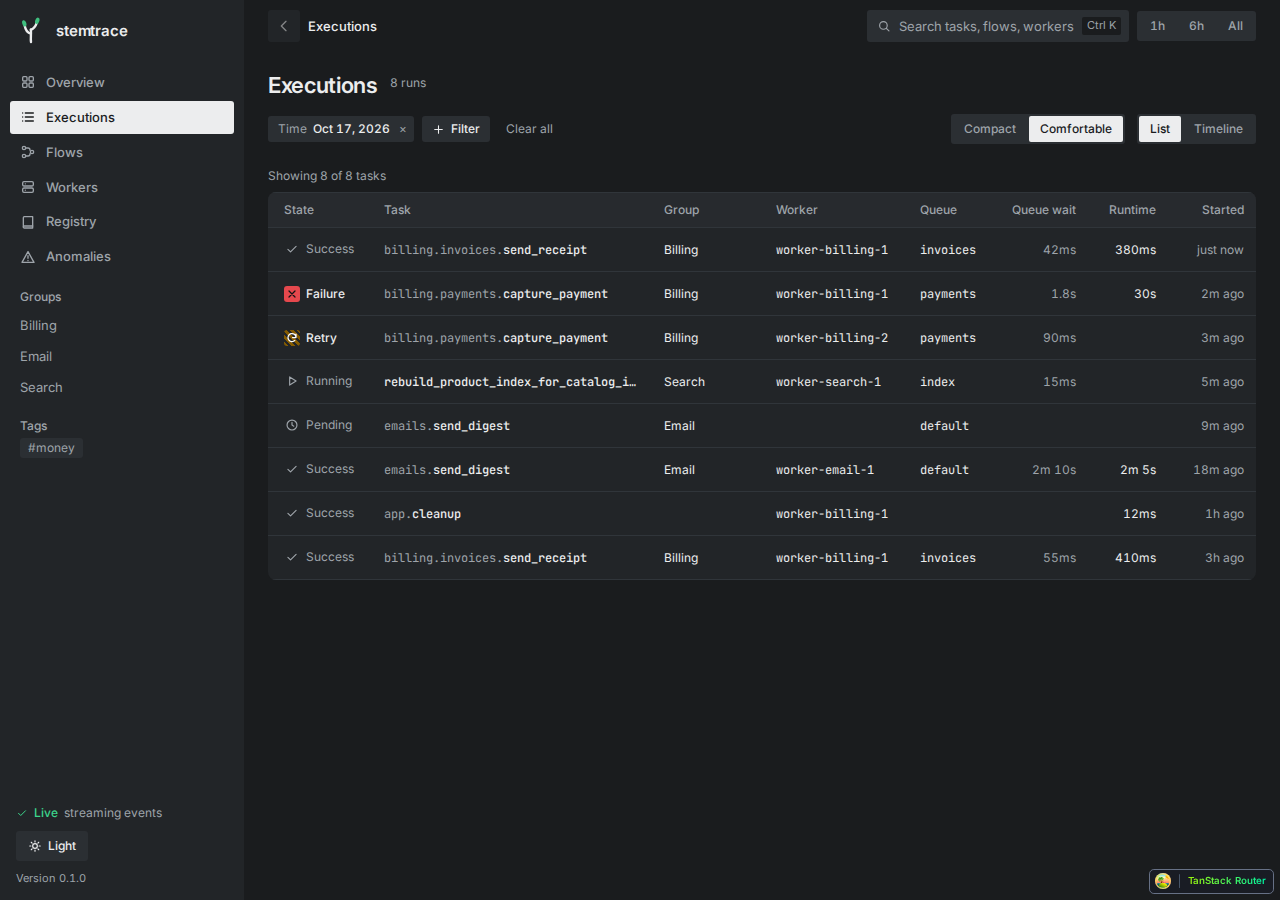 stemtrace
Overview
Executions
Flows
Workers
Registry
Anomalies
Groups
Billing
Email
Search
Tags
#money
Live streaming events
Light
Version 0.1.0
Executions
Search tasks, flows, workers Ctrl K 1h 6h All
Executions 8 runs
Time Oct 17, 2026 × + Filter Clear all Compact Comfortable List Timeline
Showing 8 of 8 tasks
State Task Group Worker Queue Queue wait Runtime Started
Success billing.invoices.send_receipt Billing worker-billing-1 invoices 42ms 380ms just now
Failure billing.payments.capture_payment Billing worker-billing-1 payments 1.8s 30s 2m ago
Retry billing.payments.capture_payment Billing worker-billing-2 payments 90ms 3m ago
Running rebuild_product_index_for_catalog_i… Search worker-search-1 index 15ms 5m ago
Pending emails.send_digest Email default 9m ago
Success emails.send_digest Email worker-email-1 default 2m 10s 2m 5s 18m ago
Success app.cleanup worker-billing-1 12ms 1h ago
Success billing.invoices.send_receipt Billing worker-billing-1 invoices 55ms 410ms 3h ago
TanStack Router